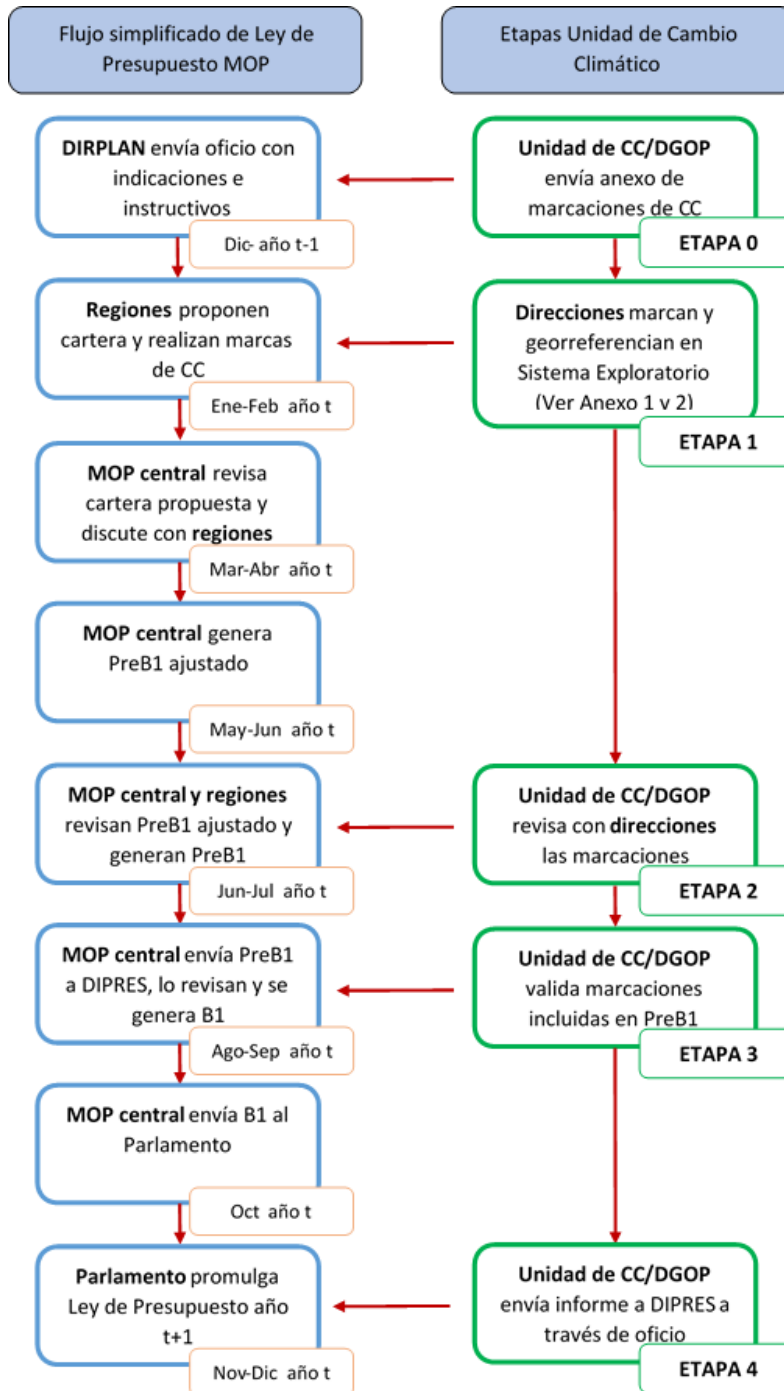 Flujo simplificado de Ley de
Presupuesto MOP
Etapas Unidad de Cambio
Climático
DIRPLAN envía oficio con
indicaciones e
instructivos
Dic- año t-1
Unidad de CC/DGOP
envía anexo de
marcaciones de CC
ETAPA 0
Regiones proponen
cartera y realizan marcas
de CC
Ene-Feb año t
Direcciones marcan y
georreferencian en
Sistema Exploratorio
(Ver Anexo 1 y 2)
ETAPA 1
MOP central revisa
cartera propuesta y
discute con regiones
Mar-Abr año t
MOP central genera
PreB1 ajustado
May-Jun año t
MOP central y regiones
revisan PreB1 ajustado y
generan PreB1
Jun-Jul año t
Unidad de CC/DGOP
revisa con direcciones
las marcaciones
ETAPA 2
MOP central envía PreB1
a DIPRES, lo revisan y se
genera B1
Ago-Sep año t
Unidad de CC/DGOP
valida marcaciones
incluidas en PreB1
ETAPA 3
MOP central envía B1 al
Parlamento
Oct año t
Parlamento promulga
Ley de Presupuesto año
t+1
Nov-Dic año t
Unidad de CC/DGOP
envía informe a DIPRES a
través de oficio
ETAPA 4